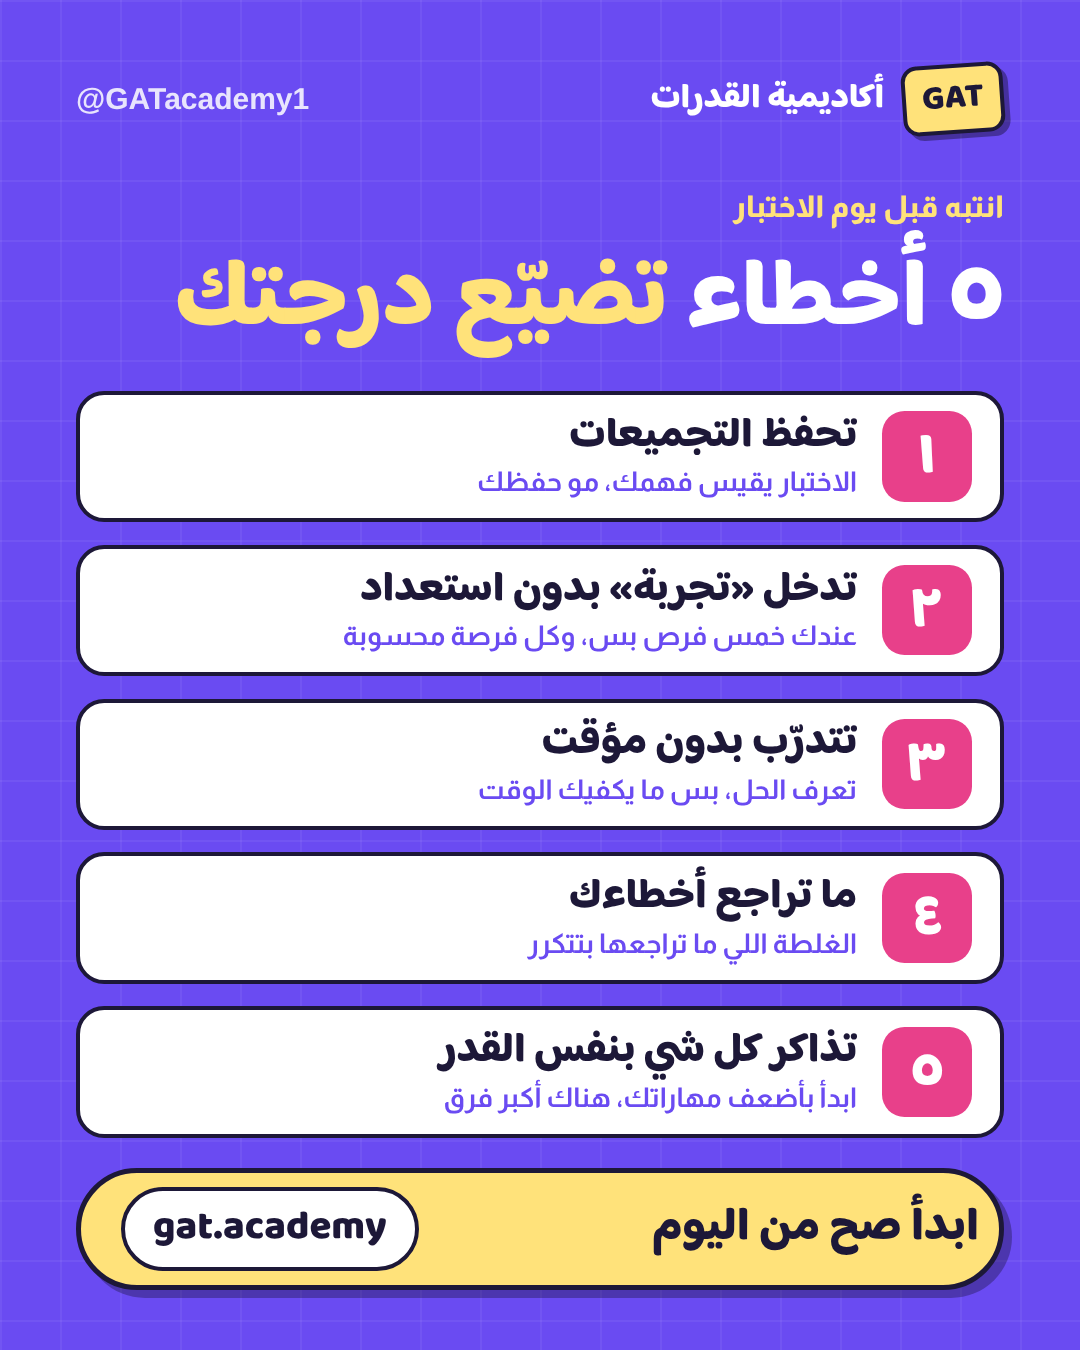 GAT
أكاديمية القدرات
@GATacademy1
انتبه قبل يوم الاختبار
٥ أخطاء تضيّع درجتك
١
تحفظ التجميعات
الاختبار يقيس فهمك، مو حفظك
٢
تدخل «تجربة» بدون استعداد
عندك خمس فرص بس، وكل فرصة محسوبة
٣
تتدرّب بدون مؤقت
تعرف الحل، بس ما يكفيك الوقت
٤
ما تراجع أخطاءك
الغلطة اللي ما تراجعها بتتكرر
٥
تذاكر كل شي بنفس القدر
ابدأ بأضعف مهاراتك، هناك أكبر فرق
ابدأ صح من اليوم
gat.academy